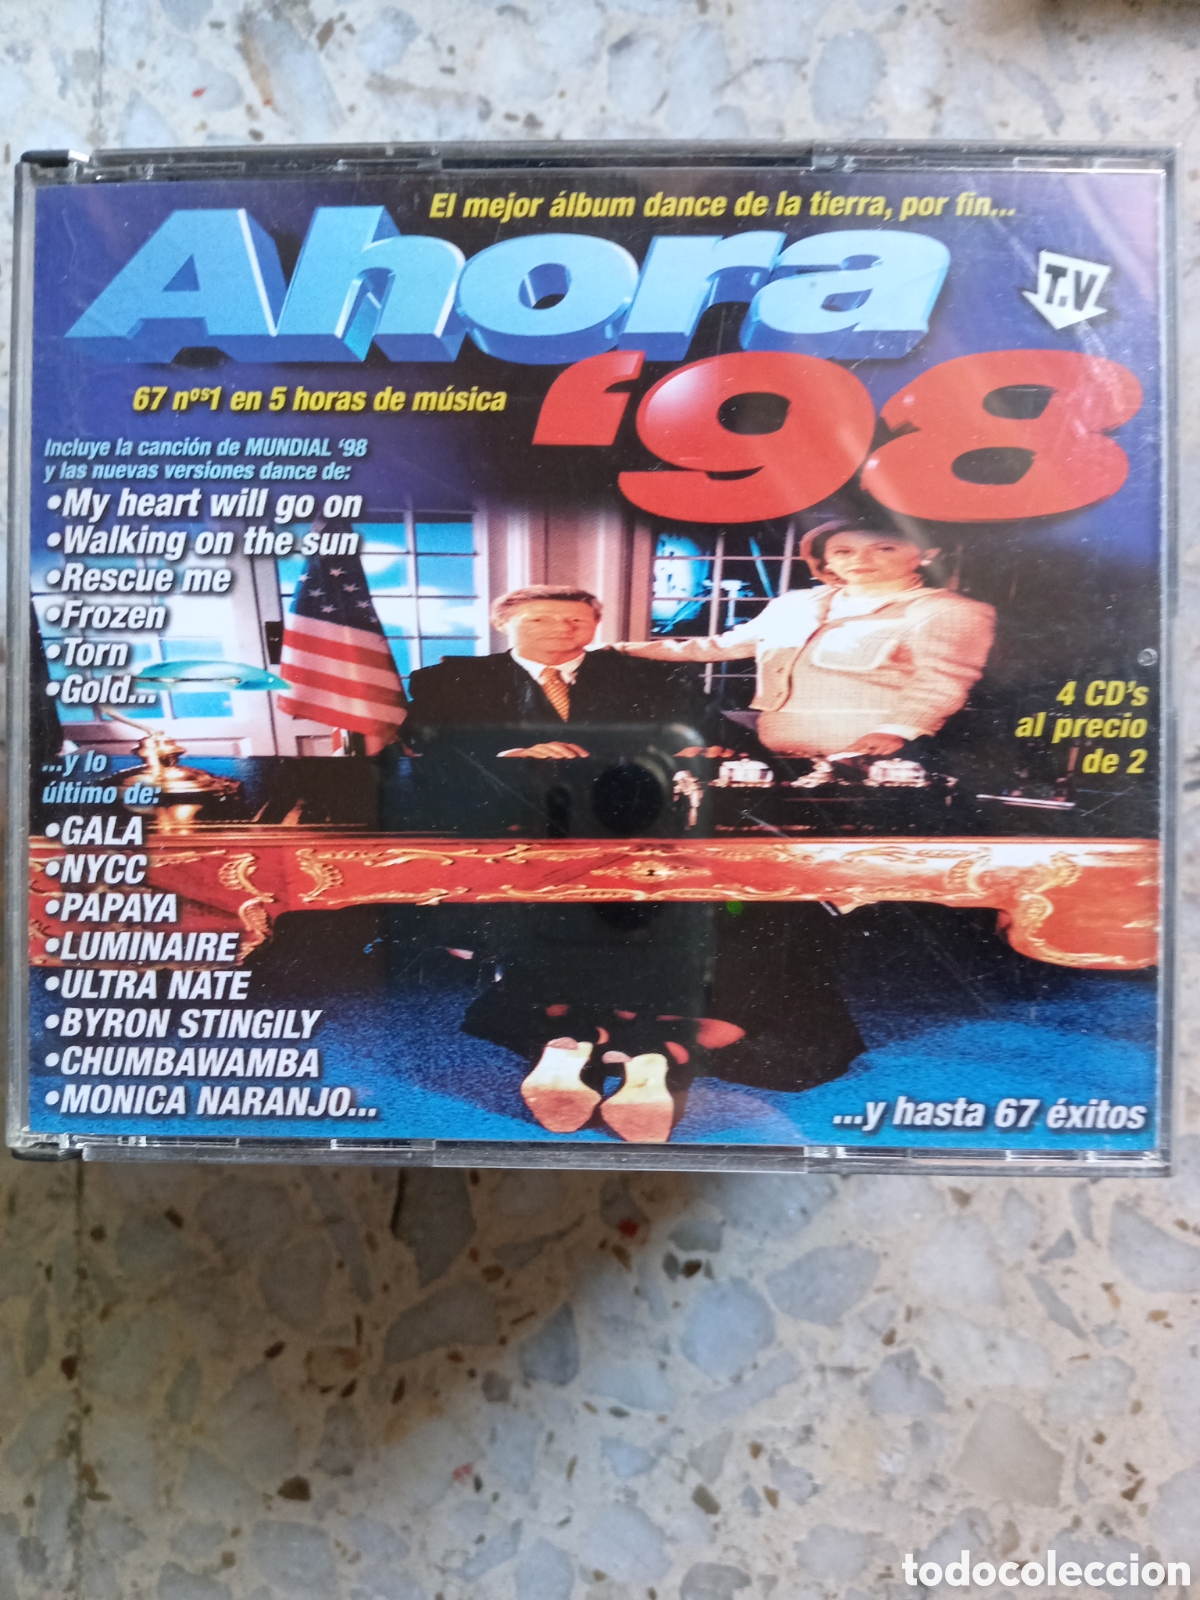 El mejor álbum dance de la tierra, por fin...
Ahora
T.V
'98
67 nºs1 en 5 horas de música
Incluye la canción de MUNDIAL '98
y las nuevas versiones dance de:
•My heart will go on
•Walking on the sun
•Rescue me
•Frozen
•Torn
•Gold...
4 CD's
al precio
de 2
...y lo
último de:
•GALA
•NYCC
•PAPAYA
•LUMINAIRE
•ULTRA NATE
•BYRON STINGILY
•CHUMBAWAMBA
•MONICA NARANJO...
...y hasta 67 éxitos
todocoleccion